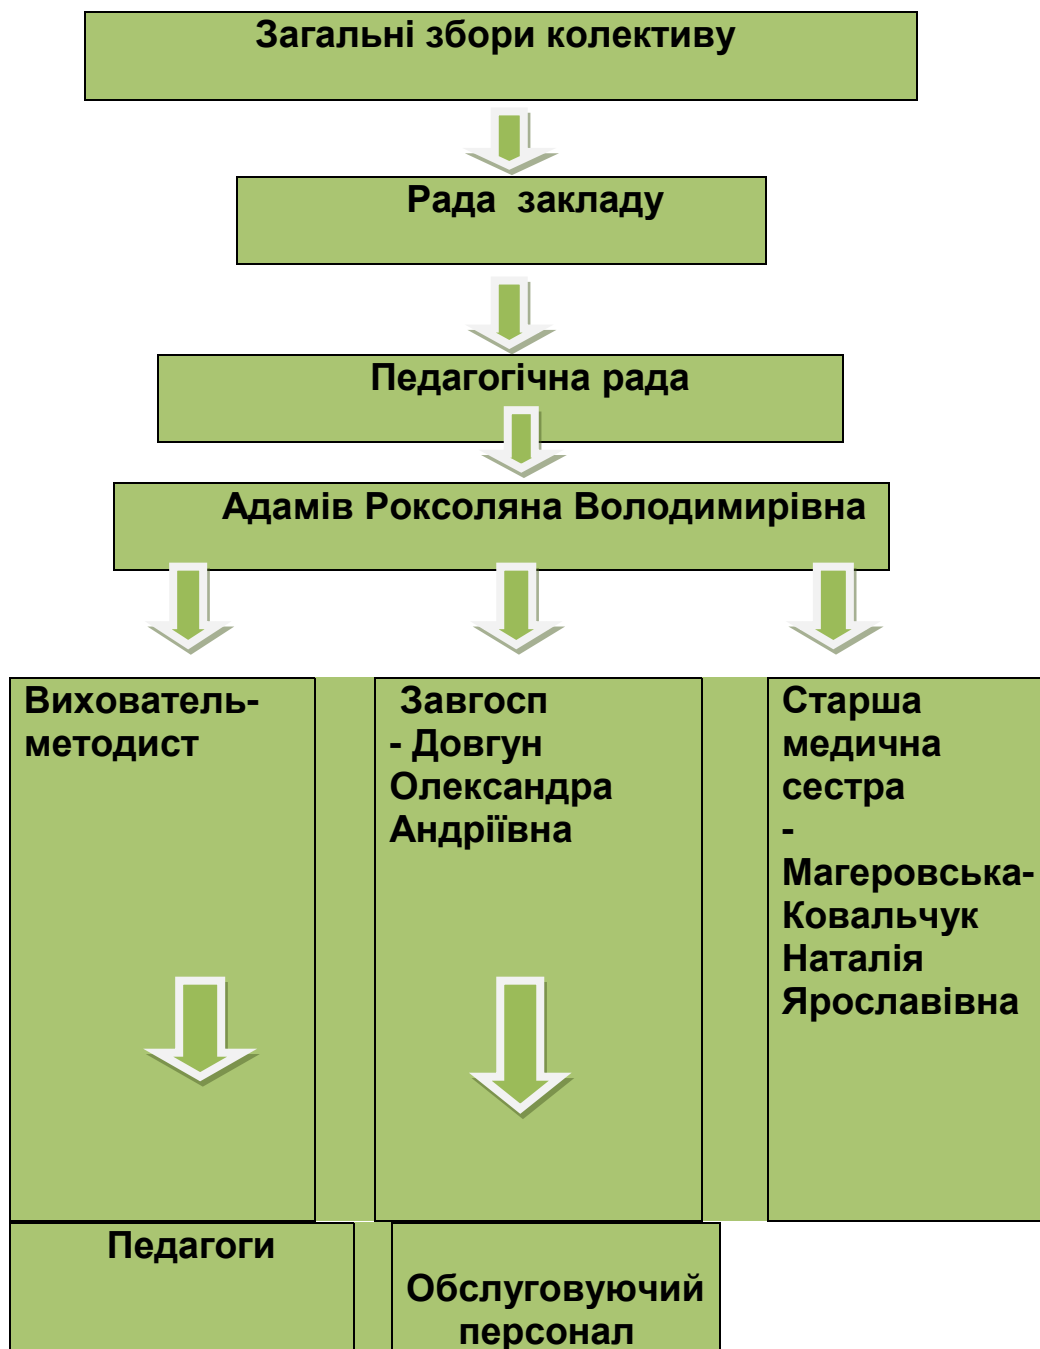 Загальні збори колективу
Рада закладу
Педагогічна рада
Адамів Роксоляна Володимирівна
Вихователь-
методист
Завгосп
- Довгун
Олександра
Андріївна
Старша
медична
сестра
-
Магеровська-
Ковальчук
Наталія
Ярославівна
Педагоги
Обслуговуючий
персонал